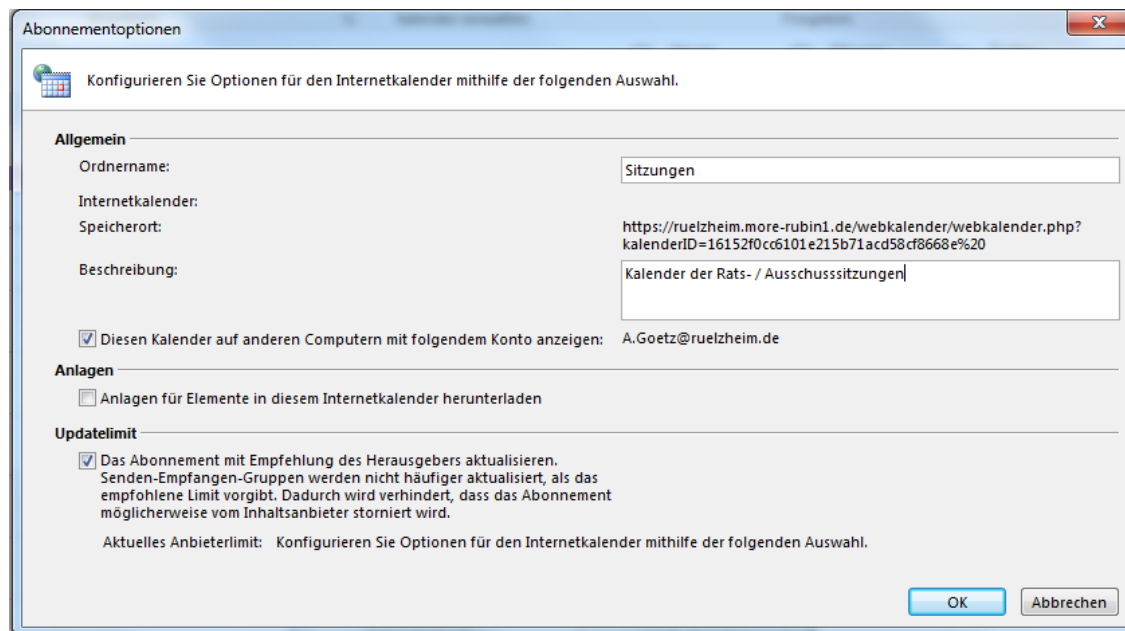 Abonnementoptionen
Konfigurieren Sie Optionen für den Internetkalender mithilfe der folgenden Auswahl.
Allgemein
Ordnername:
Sitzungen
Internetkalender:
Speicherort:
https://ruelzheim.more-rubin1.de/webkalender/webkalender.php?
kalenderID=16152f0cc6101e215b71acd58cf8668e%20
Beschreibung:
Kalender der Rats- / Ausschusssitzungen
Diesen Kalender auf anderen Computern mit folgendem Konto anzeigen: A.Goetz@ruelzheim.de
Anlagen
Anlagen für Elemente in diesem Internetkalender herunterladen
Updatelimit
Das Abonnement mit Empfehlung des Herausgebers aktualisieren.
Senden-Empfangen-Gruppen werden nicht häufiger aktualisiert, als das
empfohlene Limit vorgibt. Dadurch wird verhindert, dass das Abonnement
möglicherweise vom Inhaltsanbieter storniert wird.
Aktuelles Anbieterlimit: Konfigurieren Sie Optionen für den Internetkalender mithilfe der folgenden Auswahl.
OK Abbrechen